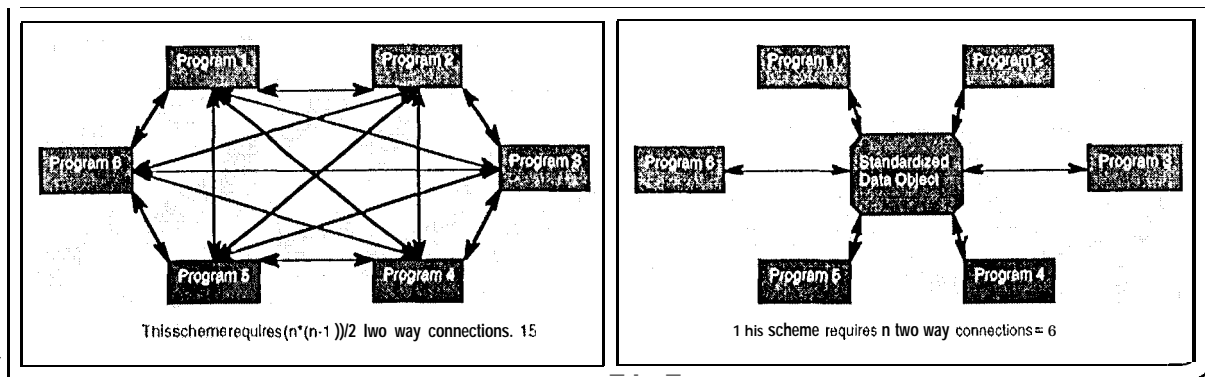 Program 1
Program 2
Program 6
Program 3
Program 5
Program 4
Thisschemerequires(n*(n-1))/2 two way connections. 15
Program 1
Program 2
Program 6
Standardized
Data Object
Program 3
Program 5
Program 4
1 his scheme requires n two way connections = 6